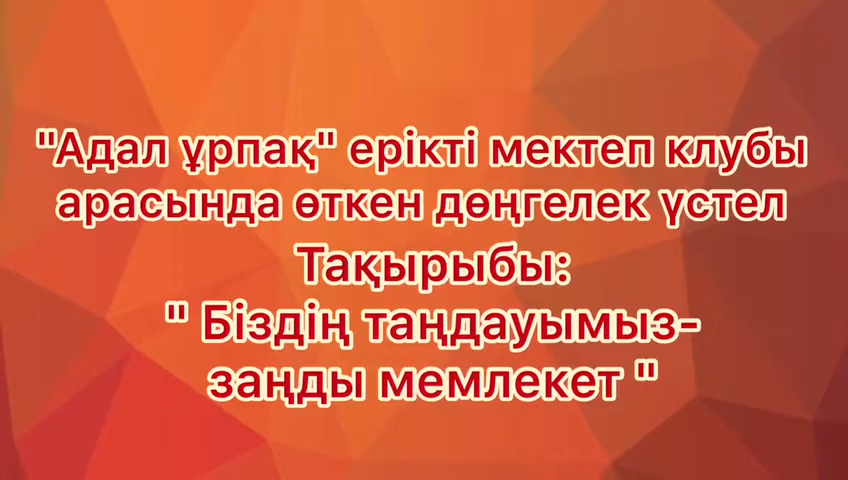 "Адал ұрпақ" ерікті мектеп клубы
арасында өткен дөңгелек үстел
Тақырыбы:
" Біздің таңдауымыз-
заңды мемлекет "